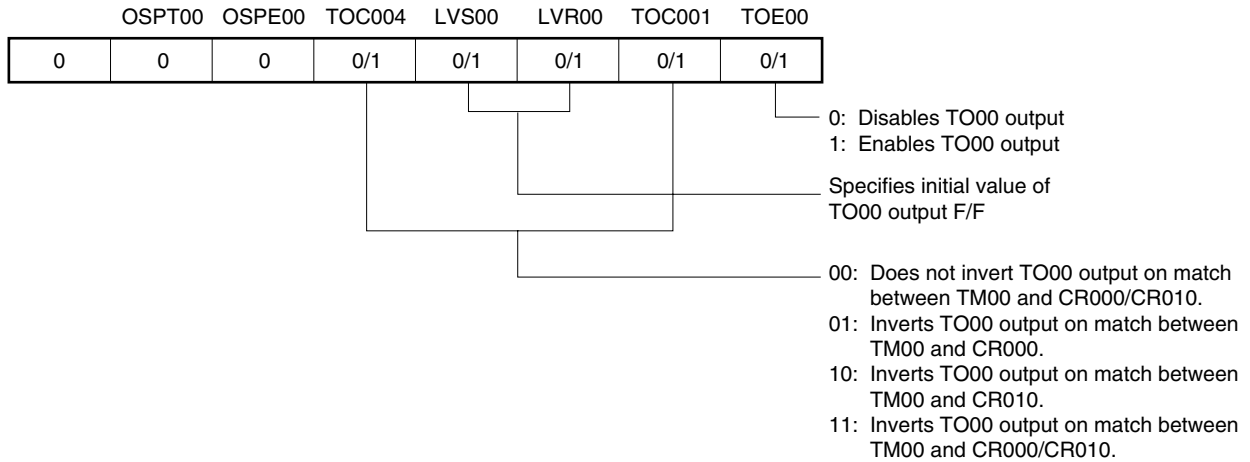 OSPT00 OSPE00 TOC004 LVS00 LVR00 TOC001 TOE00
0 0 0 0/1 0/1 0/1 0/1 0/1
0: Disables TO00 output
1: Enables TO00 output
Specifies initial value of
TO00 output F/F
00: Does not invert TO00 output on match
between TM00 and CR000/CR010.
01: Inverts TO00 output on match between
TM00 and CR000.
10: Inverts TO00 output on match between
TM00 and CR010.
11: Inverts TO00 output on match between
TM00 and CR000/CR010.